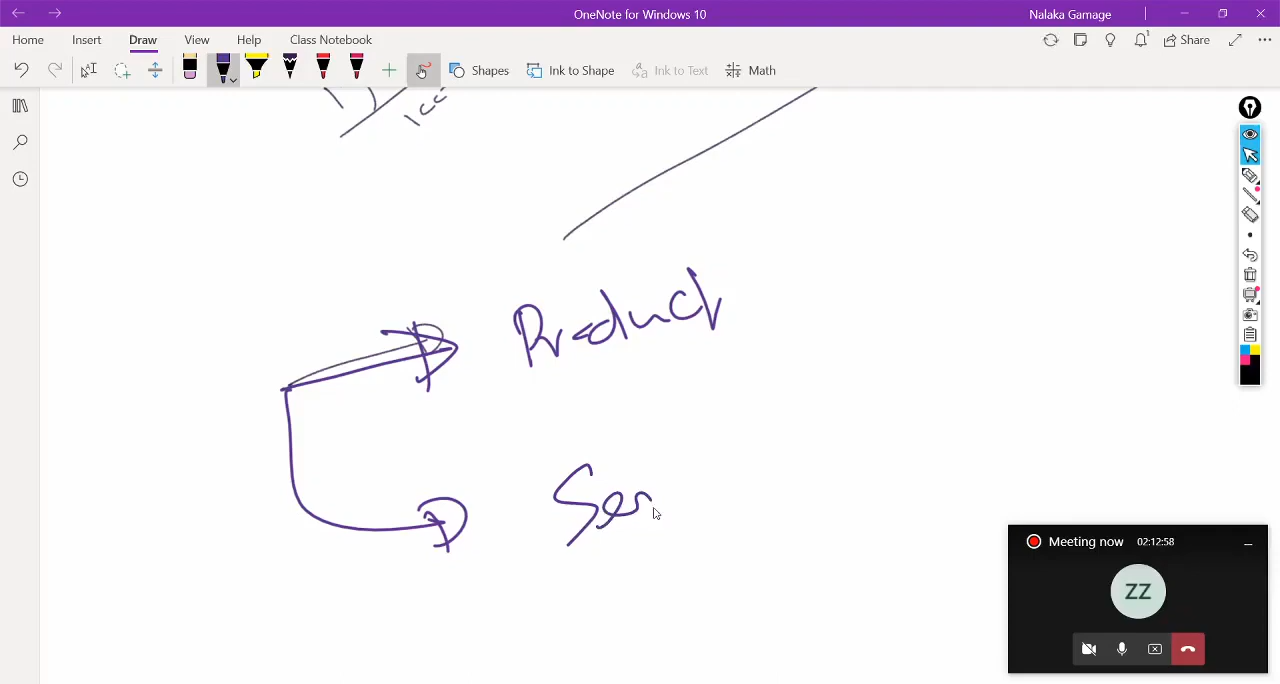 OneNote for Windows 10
Nalaka Gamage
Home Insert Draw View Help Class Notebook
Share
Shapes Ink to Shape Ink to Text Math
Product
Ser
Meeting now 02:12:58
ZZ